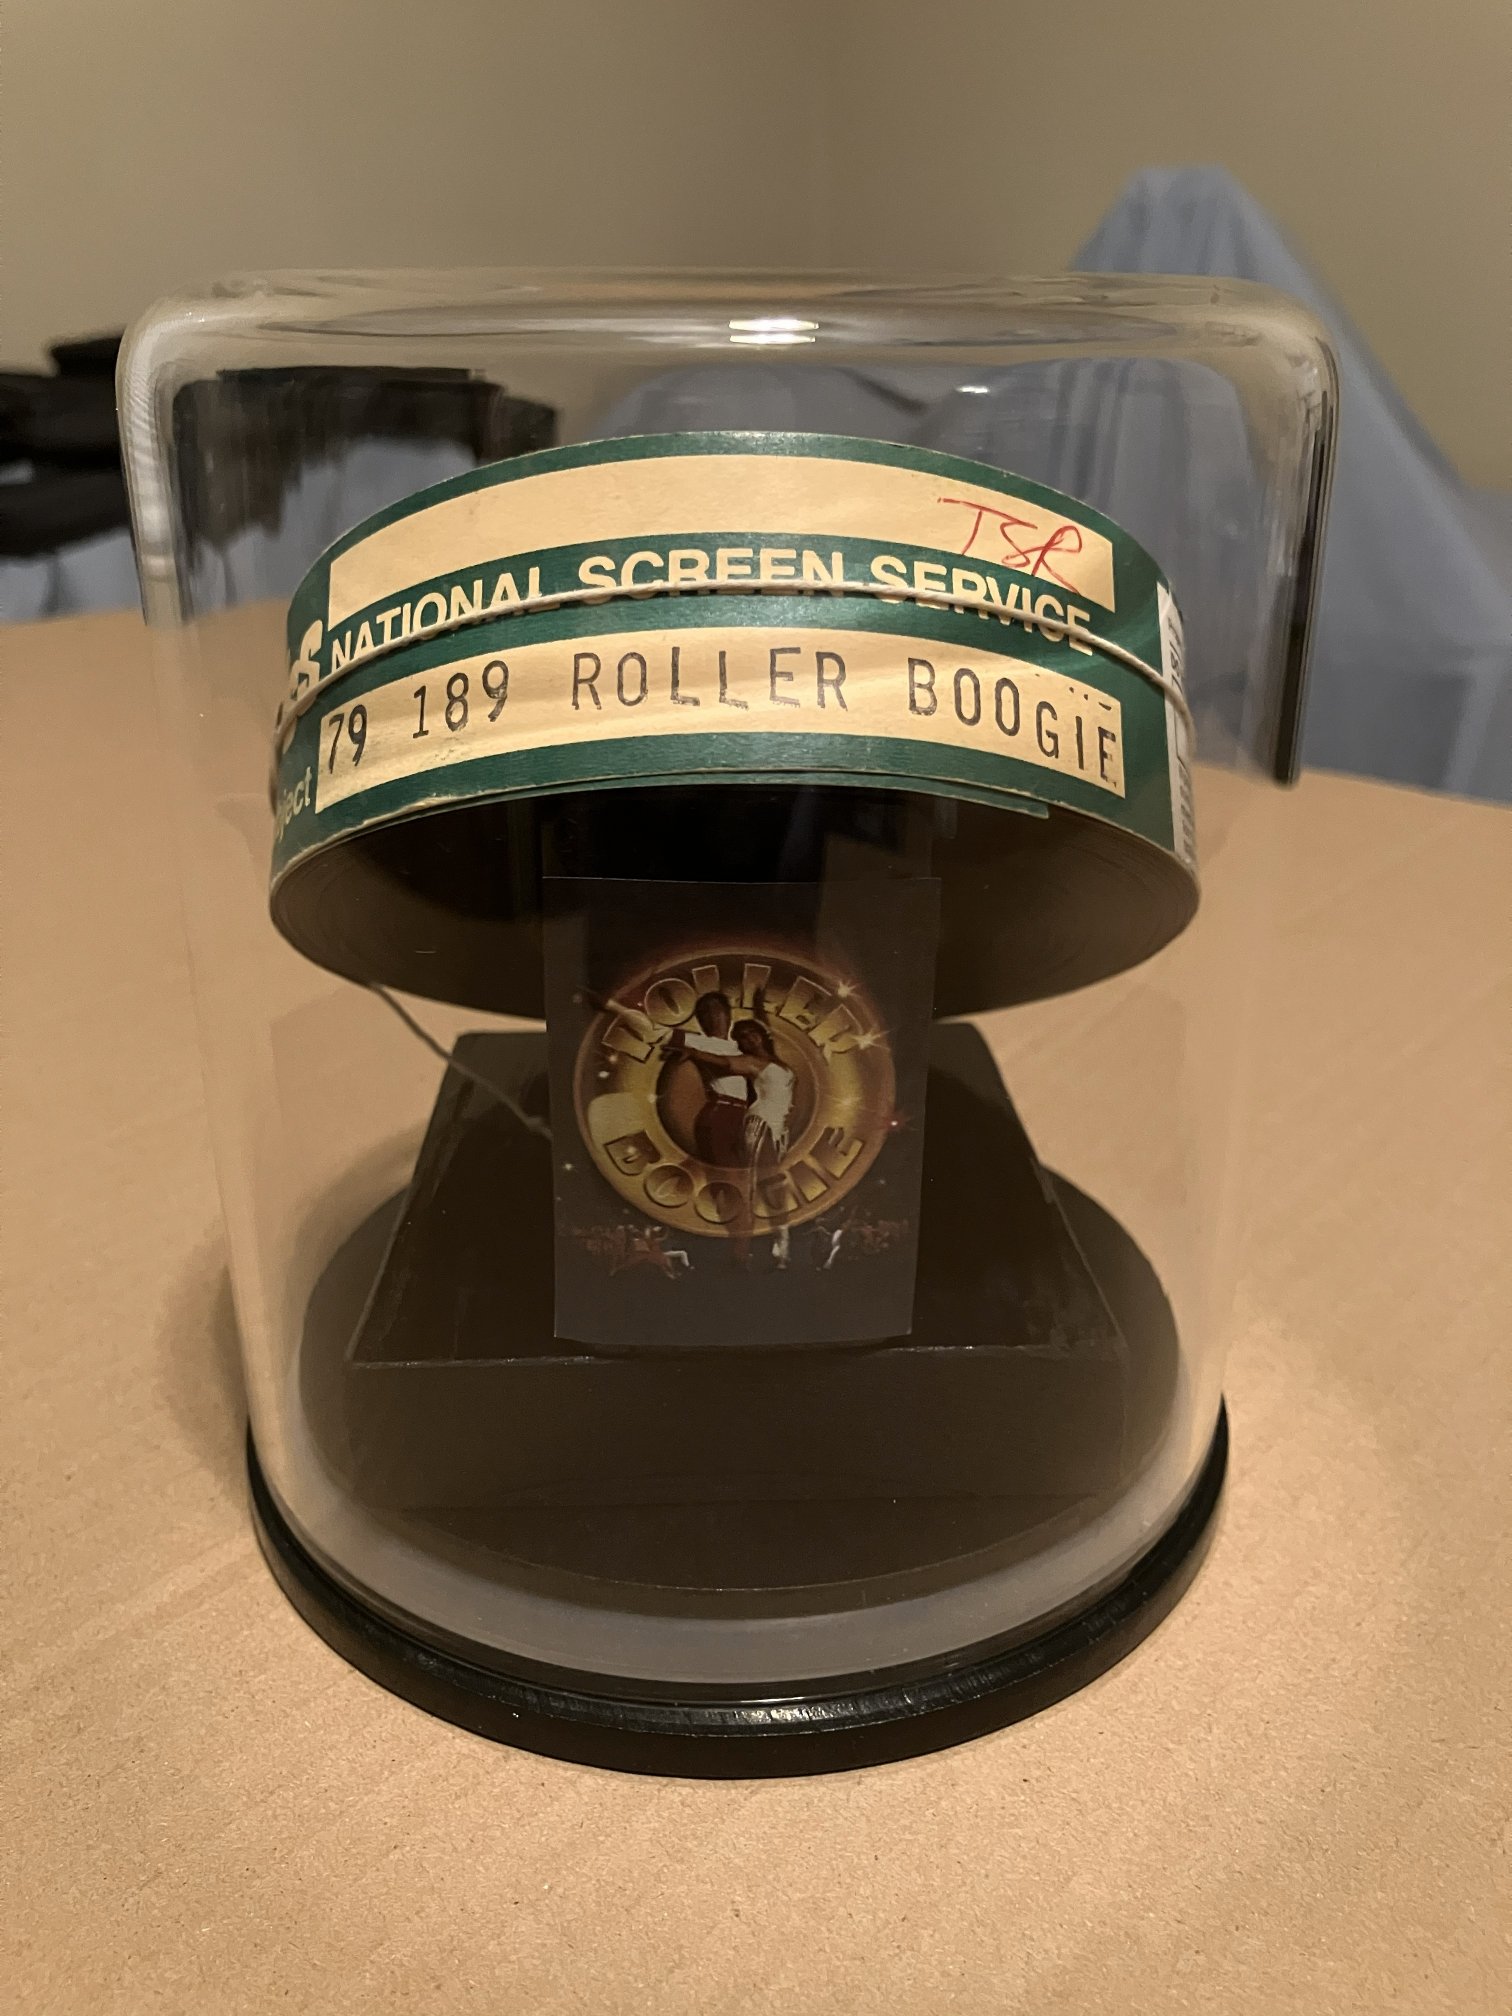 TSR
NATIONAL SCREEN SERVICE
79 189 ROLLER BOOGIE
ROLLER
BOOGIE